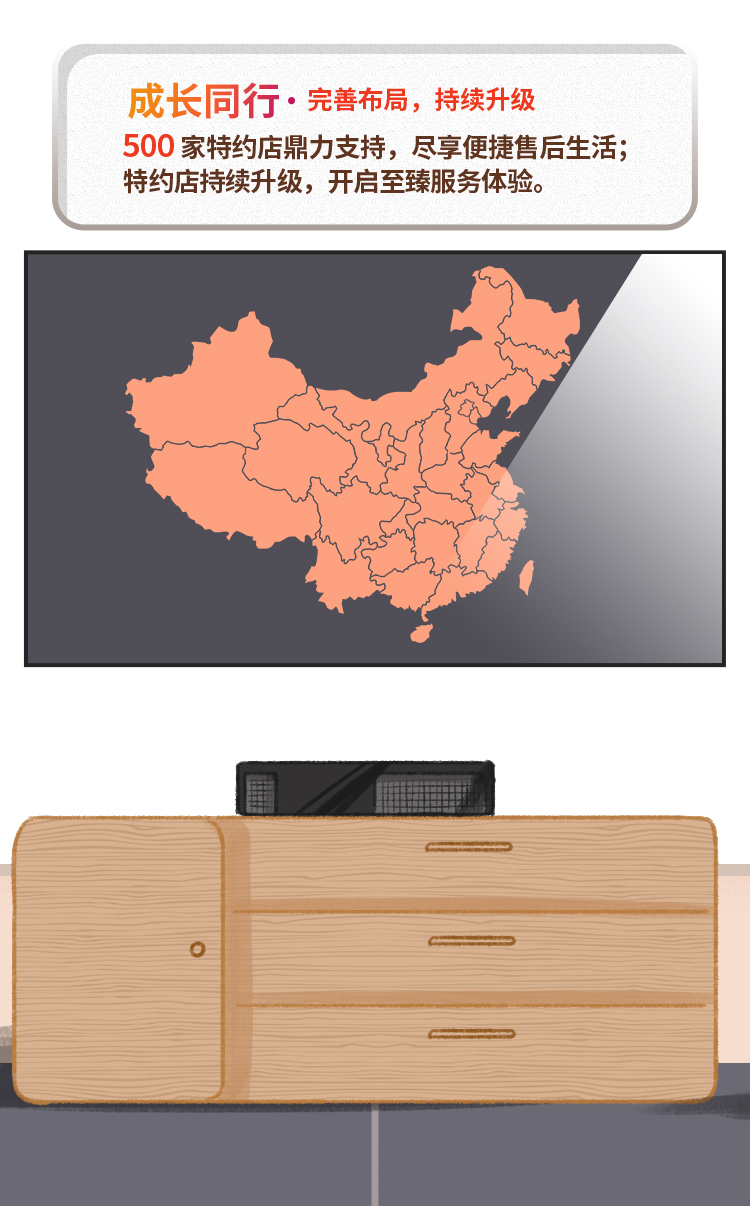 成长同行·完善布局，持续升级
500 家特约店鼎力支持，尽享便捷售后生活；
特约店持续升级，开启至臻服务体验。